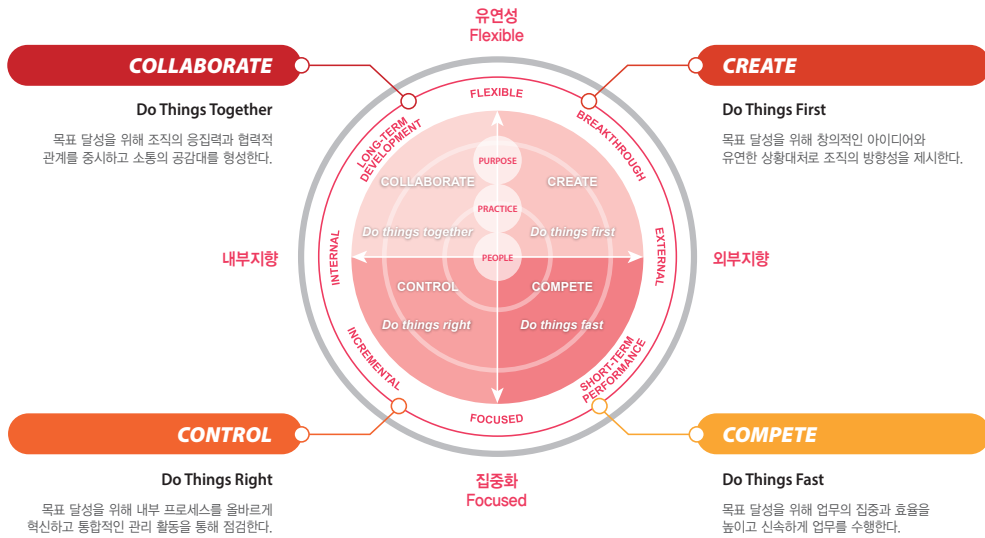 유연성
Flexible
COLLABORATE
Do Things Together
목표 달성을 위해 조직의 응집력과 협력적
관계를 중시하고 소통의 공감대를 형성한다.
CREATE
Do Things First
목표 달성을 위해 창의적인 아이디어와
유연한 상황대처로 조직의 방향성을 제시한다.
FLEXIBLE
LONG-TERM
DEVELOPMENT
BREAKTHROUGH
PURPOSE
COLLABORATE
CREATE
PRACTICE
Do things together
Do things first
내부지향
INTERNAL
PEOPLE
EXTERNAL
외부지향
CONTROL
COMPETE
Do things right
Do things fast
INCREMENTAL
SHORT-TERM
PERFORMANCE
FOCUSED
집중화
Focused
CONTROL
Do Things Right
목표 달성을 위해 내부 프로세스를 올바르게
혁신하고 통합적인 관리 활동을 통해 점검한다.
COMPETE
Do Things Fast
목표 달성을 위해 업무의 집중과 효율을
높이고 신속하게 업무를 수행한다.